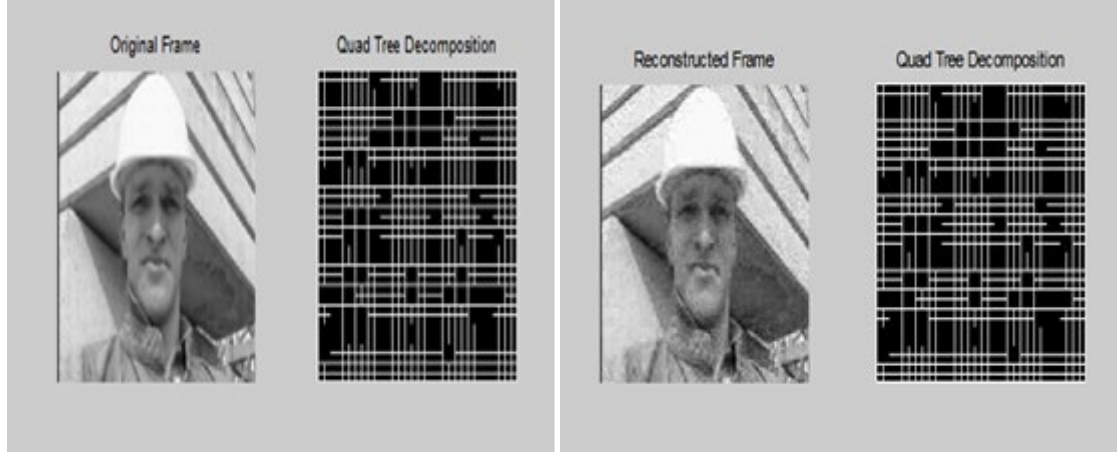 Original Frame
Quad Tree Decomposition
Reconstructed Frame
Quad Tree Decomposition